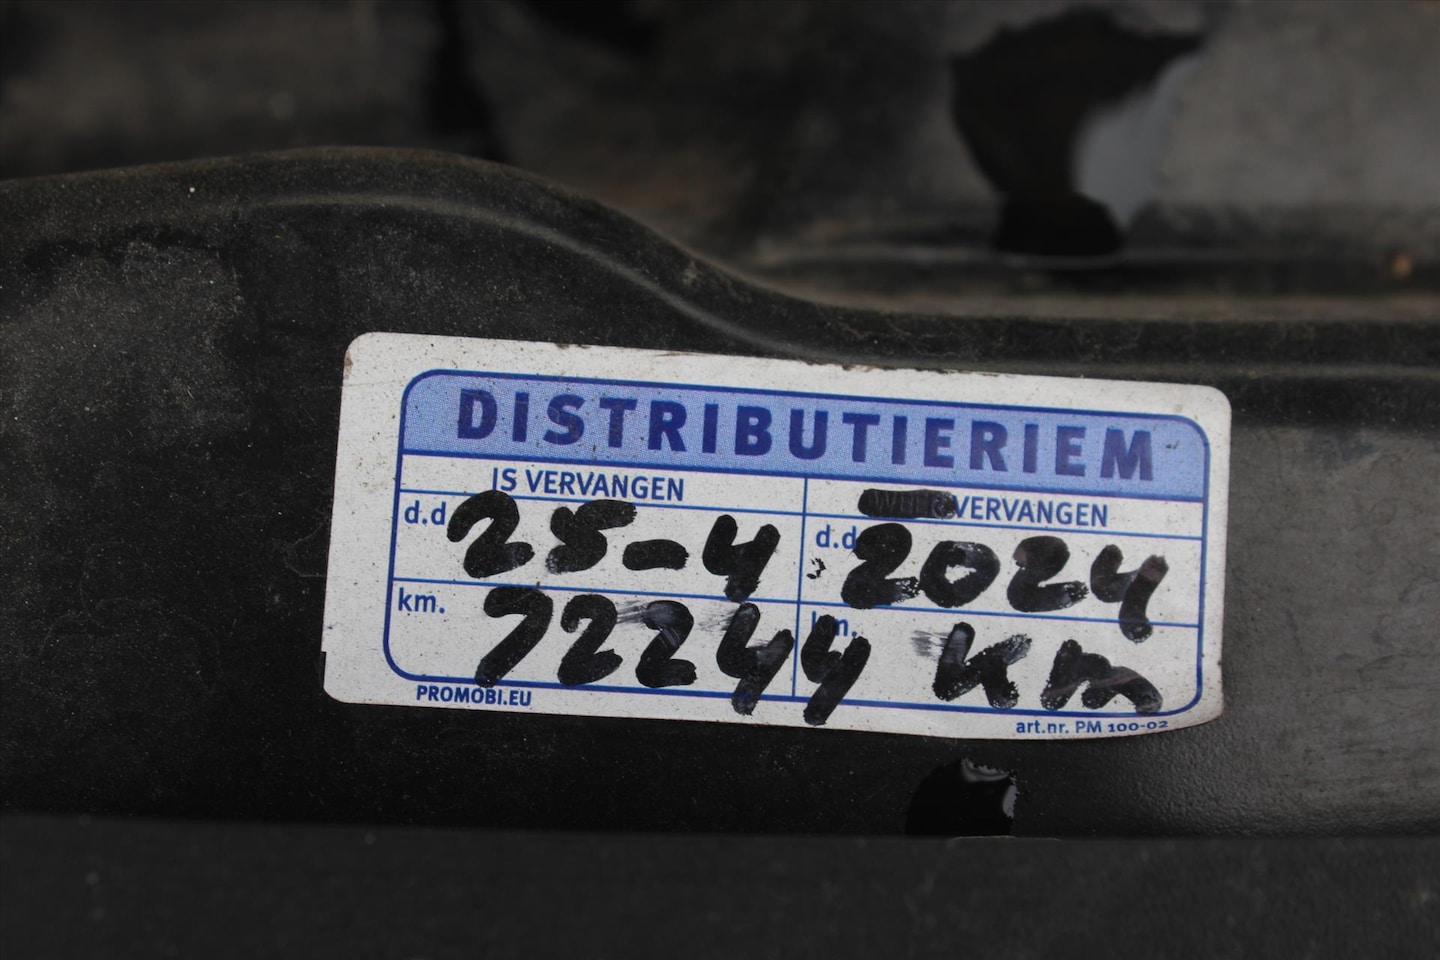 DISTRIBUTIERIEM
IS VERVANGEN VERVANGEN
d.d 25-4 d.d 2024
km. 72244 km. km
PROMOBI.EU art.nr. PM 100-02